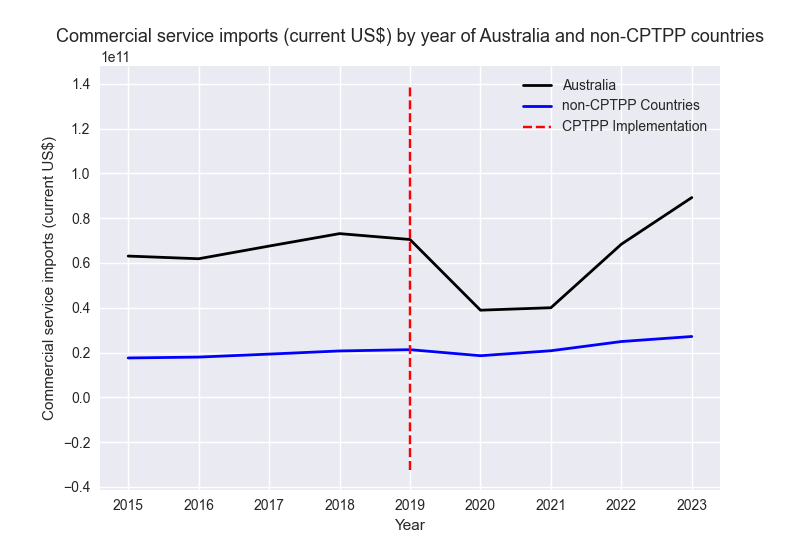 Commercial service imports (current US$) by year of Australia and non-CPTPP countries
1e11
1.4
1.2
1.0
0.8
0.6
0.4
0.2
0.0
−0.2
−0.4
Commercial service imports (current US$)
Australia
non-CPTPP Countries
CPTPP Implementation
2015 2016 2017 2018 2019 2020 2021 2022 2023
Year